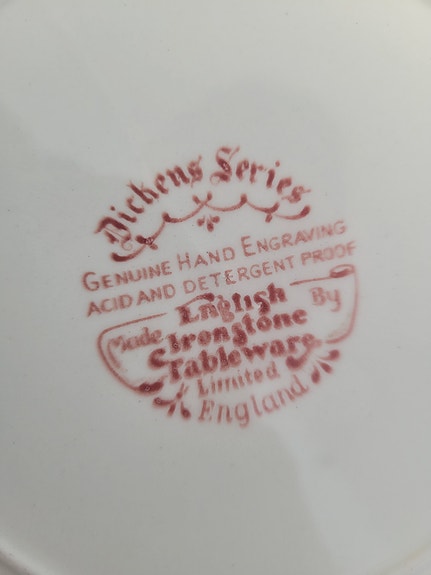 Dickens Series
GENUINE HAND ENGRAVING
ACID AND DETERGENT PROOF
Made English By
Ironstone
Tableware
Limited
England